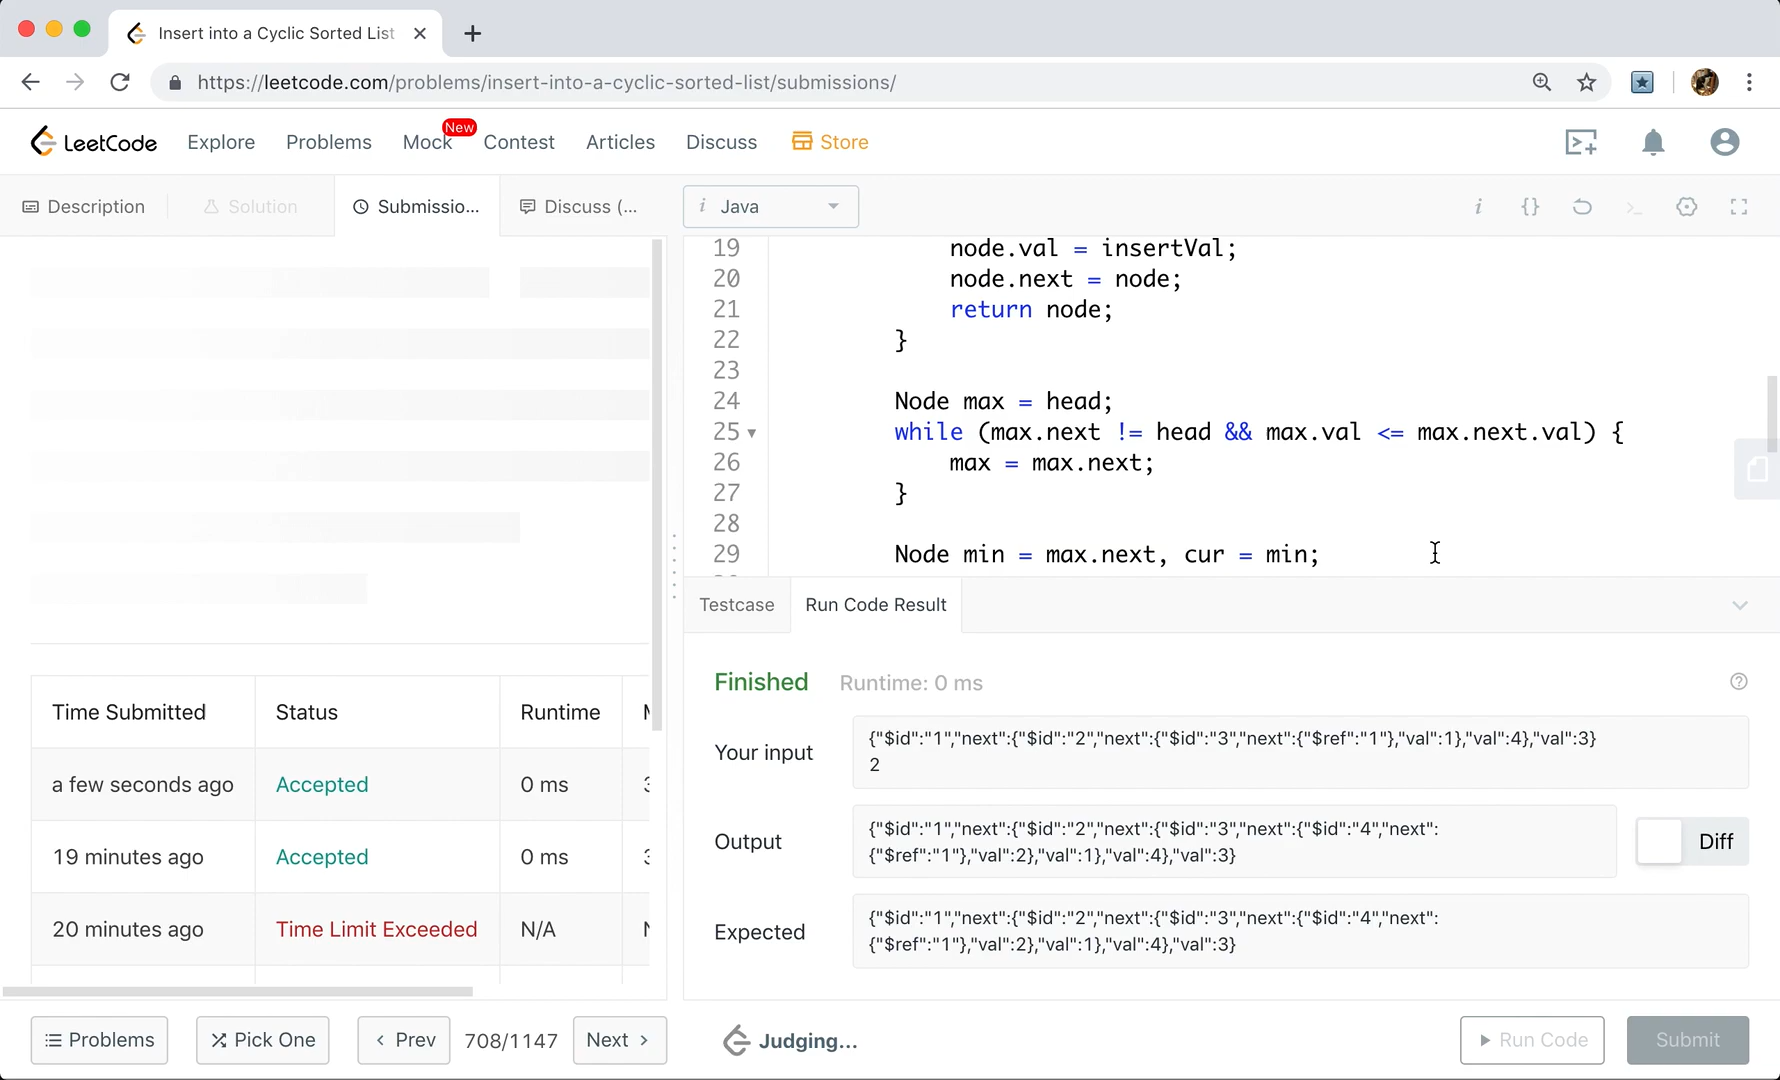 Insert into a Cyclic Sorted List
https://leetcode.com/problems/insert-into-a-cyclic-sorted-list/submissions/
LeetCode Explore Problems Mock New Contest Articles Discuss Store
Description Solution Submissio... Discuss (...
i Java
19 node.val = insertVal;
20 node.next = node;
21 return node;
22 }
23
24 Node max = head;
25 while (max.next != head && max.val <= max.next.val) {
26 max = max.next;
27 }
28
29 Node min = max.next, cur = min;
Testcase Run Code Result
Finished Runtime: 0 ms
Your input
{"$id":"1","next":{"$id":"2","next":{"$id":"3","next":{"$ref":"1"},"val":1},"val":4},"val":3}
2
Output
{"$id":"1","next":{"$id":"2","next":{"$id":"3","next":{"$id":"4","next":
{"$ref":"1"},"val":2},"val":1},"val":4},"val":3}
Diff
Expected
{"$id":"1","next":{"$id":"2","next":{"$id":"3","next":{"$id":"4","next":
{"$ref":"1"},"val":2},"val":1},"val":4},"val":3}
Time Submitted Status Runtime
a few seconds ago Accepted 0 ms
19 minutes ago Accepted 0 ms
20 minutes ago Time Limit Exceeded N/A
Problems Pick One Prev 708/1147 Next
Judging... Run Code Submit